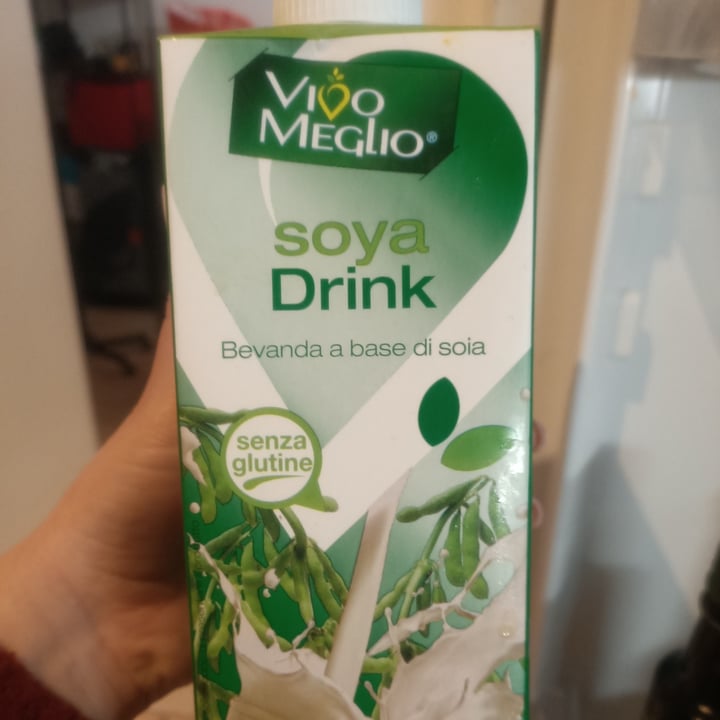 VIVO
MEGLIO®
soya
Drink
Bevanda a base di soia
senza
glutine